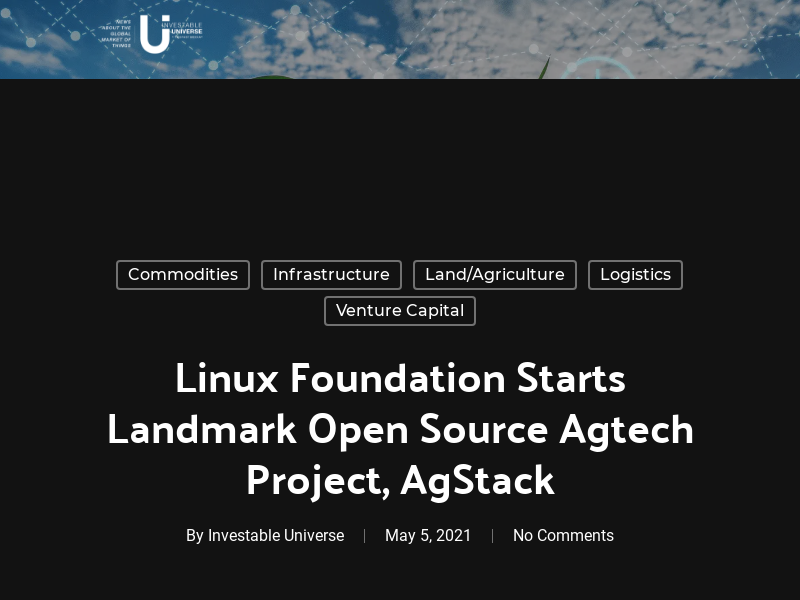 NEWS
ABOUT THE
GLOBAL
MARKET OF
THINGS
INVESTABLE
UNIVERSE
Commodities
Infrastructure
Land/Agriculture
Logistics
Venture Capital
Linux Foundation Starts
Landmark Open Source Agtech
Project, AgStack
By Investable Universe
May 5, 2021
No Comments